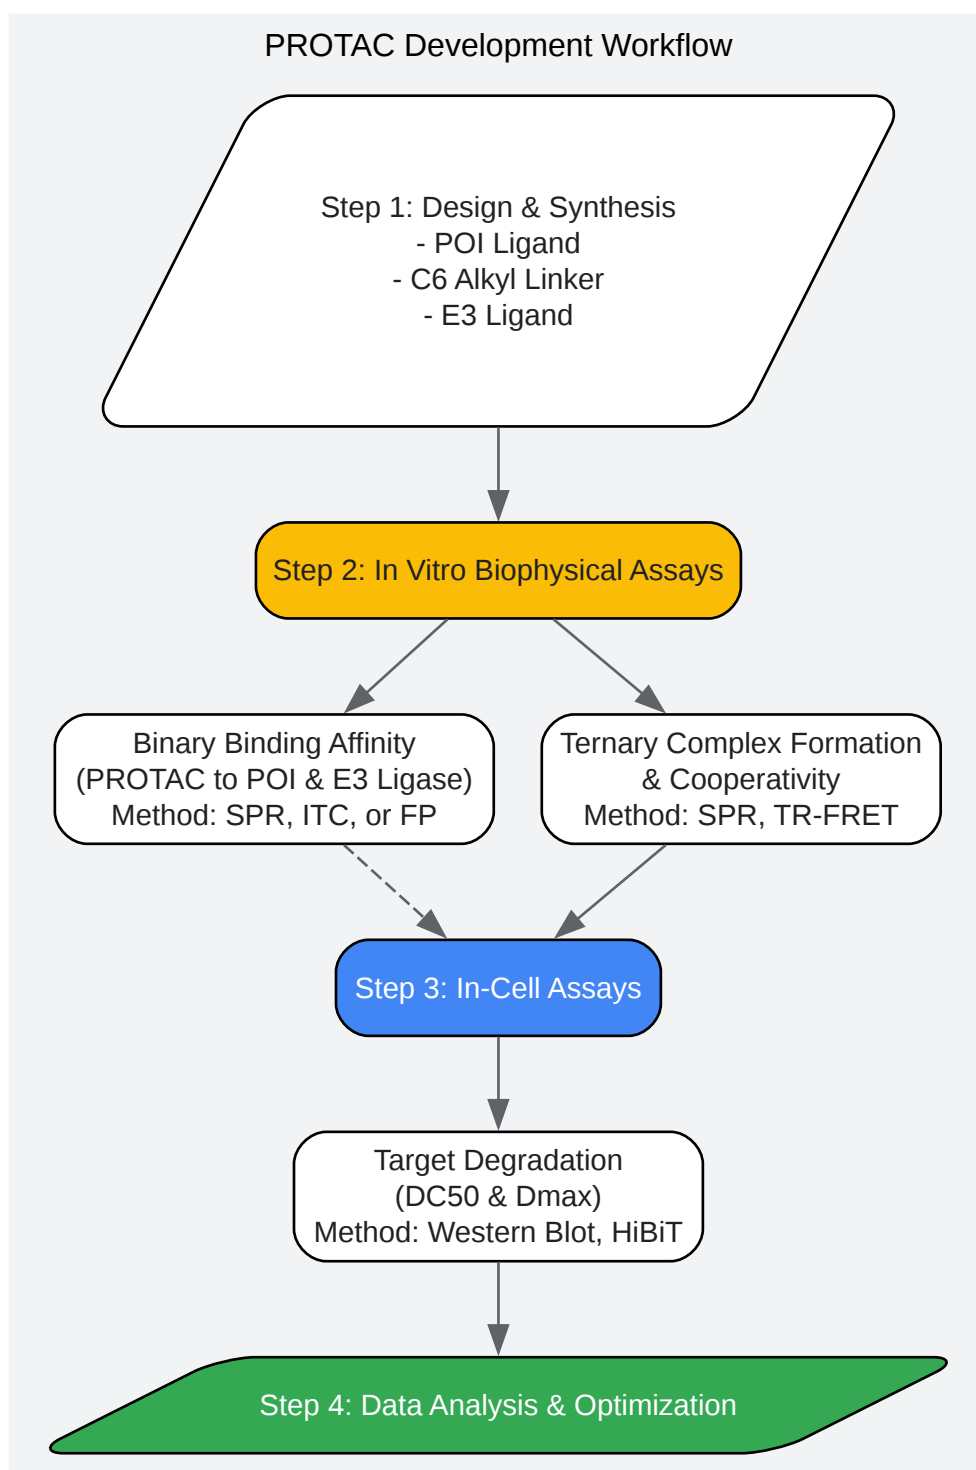 PROTAC Development Workflow
Step 1: Design & Synthesis
- POI Ligand
- C6 Alkyl Linker
- E3 Ligand
Step 2: In Vitro Biophysical Assays
Binary Binding Affinity
(PROTAC to POI & E3 Ligase)
Method: SPR, ITC, or FP
Ternary Complex Formation
& Cooperativity
Method: SPR, TR-FRET
Step 3: In-Cell Assays
Target Degradation
(DC50 & Dmax)
Method: Western Blot, HiBiT
Step 4: Data Analysis & Optimization